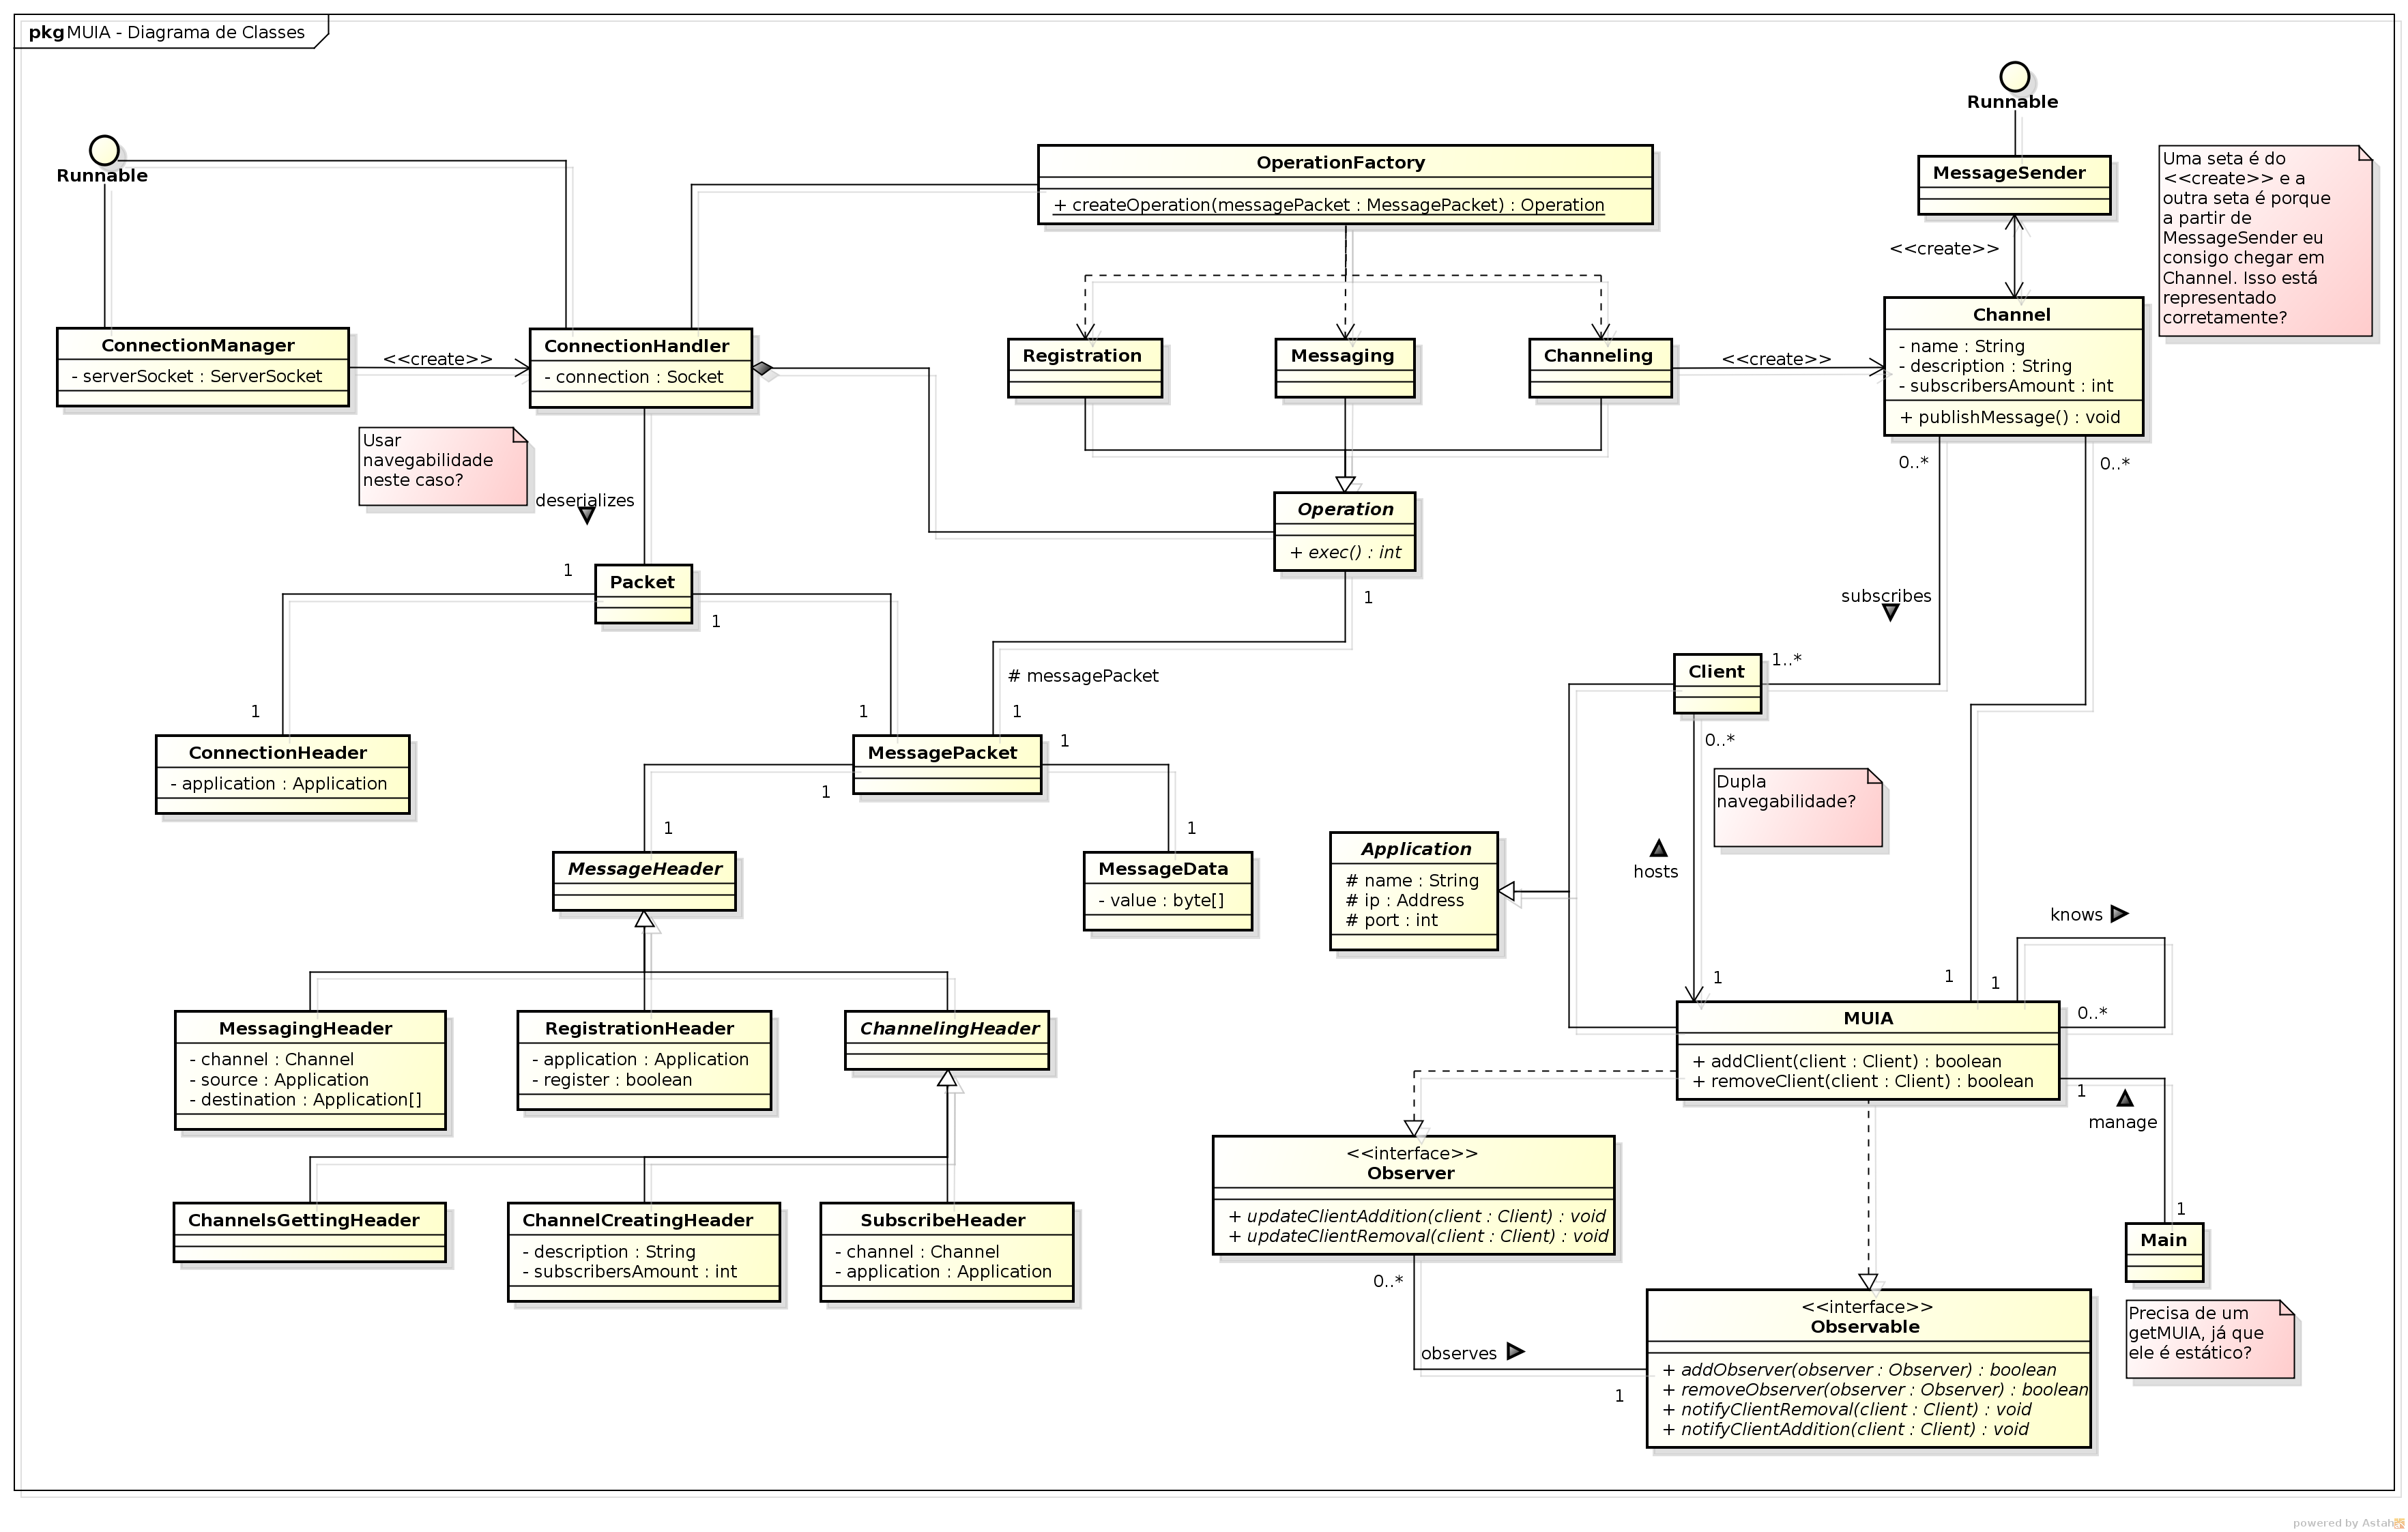 pkg MUIA - Diagrama de Classes
Runnable
Runnable
OperationFactory
+ createOperation(messagePacket : MessagePacket) : Operation
MessageSender
Uma seta é do
<<create>> e a
outra seta é porque
a partir de
MessageSender eu
consigo chegar em
Channel. Isso está
representado
corretamente?
<<create>>
ConnectionManager
- serverSocket : ServerSocket
<<create>>
ConnectionHandler
- connection : Socket
Registration
Messaging
Channeling
<<create>>
Channel
- name : String
- description : String
- subscribersAmount : int
+ publishMessage() : void
Usar
navegabilidade
neste caso?
deserializes
0..*
0..*
Operation
+ exec() : int
1
Packet
1
1
subscribes
# messagePacket
Client
1..*
0..*
1
1
1
1
ConnectionHeader
- application : Application
MessagePacket
1
Dupla
navegabilidade?
1
1
MessageHeader
MessageData
- value : byte[]
Application
# name : String
# ip : Address
# port : int
hosts
knows
1
1
1
0..*
MessagingHeader
- channel : Channel
- source : Application
- destination : Application[]
RegistrationHeader
- application : Application
- register : boolean
ChannelingHeader
MUIA
+ addClient(client : Client) : boolean
+ removeClient(client : Client) : boolean
1
manage
<<interface>>
Observer
+ updateClientAddition(client : Client) : void
+ updateClientRemoval(client : Client) : void
ChannelsGettingHeader
ChannelCreatingHeader
- description : String
- subscribersAmount : int
SubscribeHeader
- channel : Channel
- application : Application
1
Main
0..*
<<interface>>
Observable
+ addObserver(observer : Observer) : boolean
+ removeObserver(observer : Observer) : boolean
+ notifyClientRemoval(client : Client) : void
+ notifyClientAddition(client : Client) : void
observes
1
Precisa de um
getMUIA, já que
ele é estático?
powered by Astah